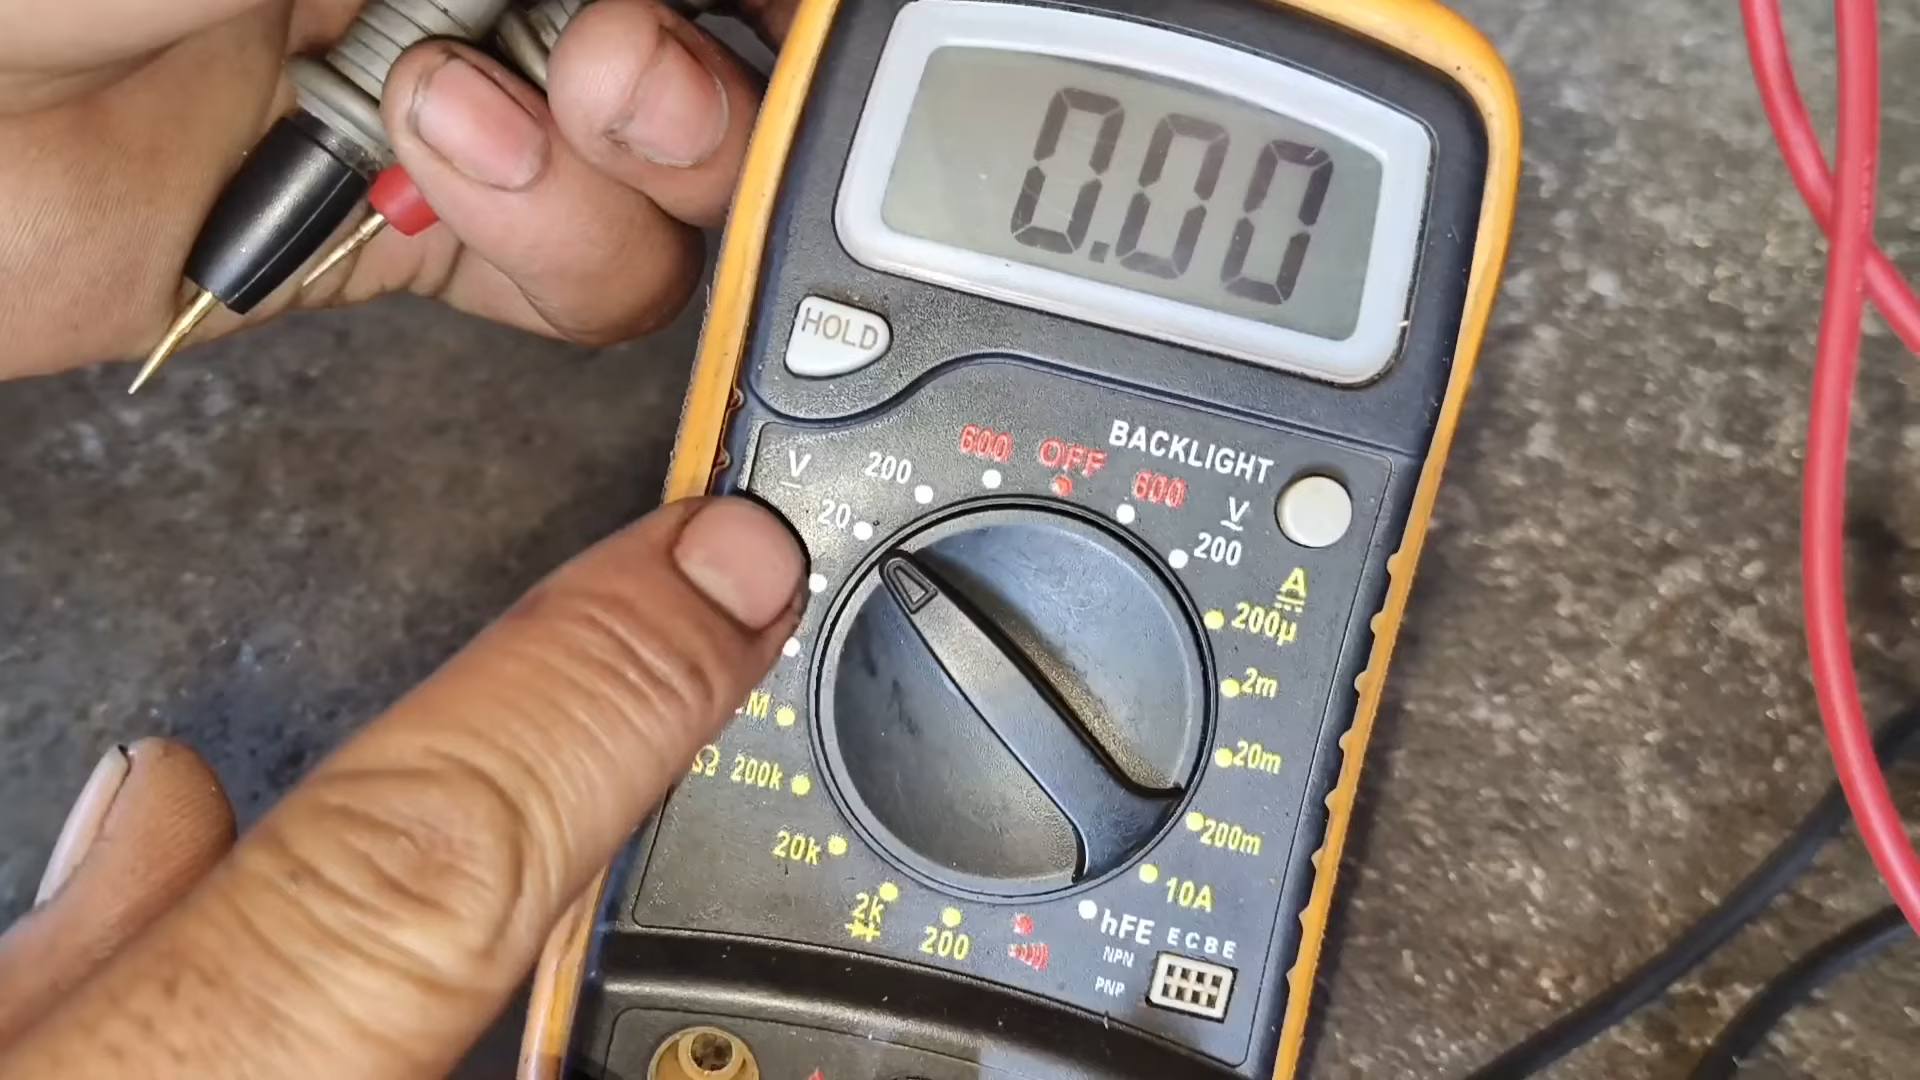 0.00
HOLD
BACKLIGHT
V
200
600
OFF
600
V
20
200
A
200µ
2m
20m
200m
10A
hFE
E C B E
NPN
PNP
200
2k
20k
Ω 200k